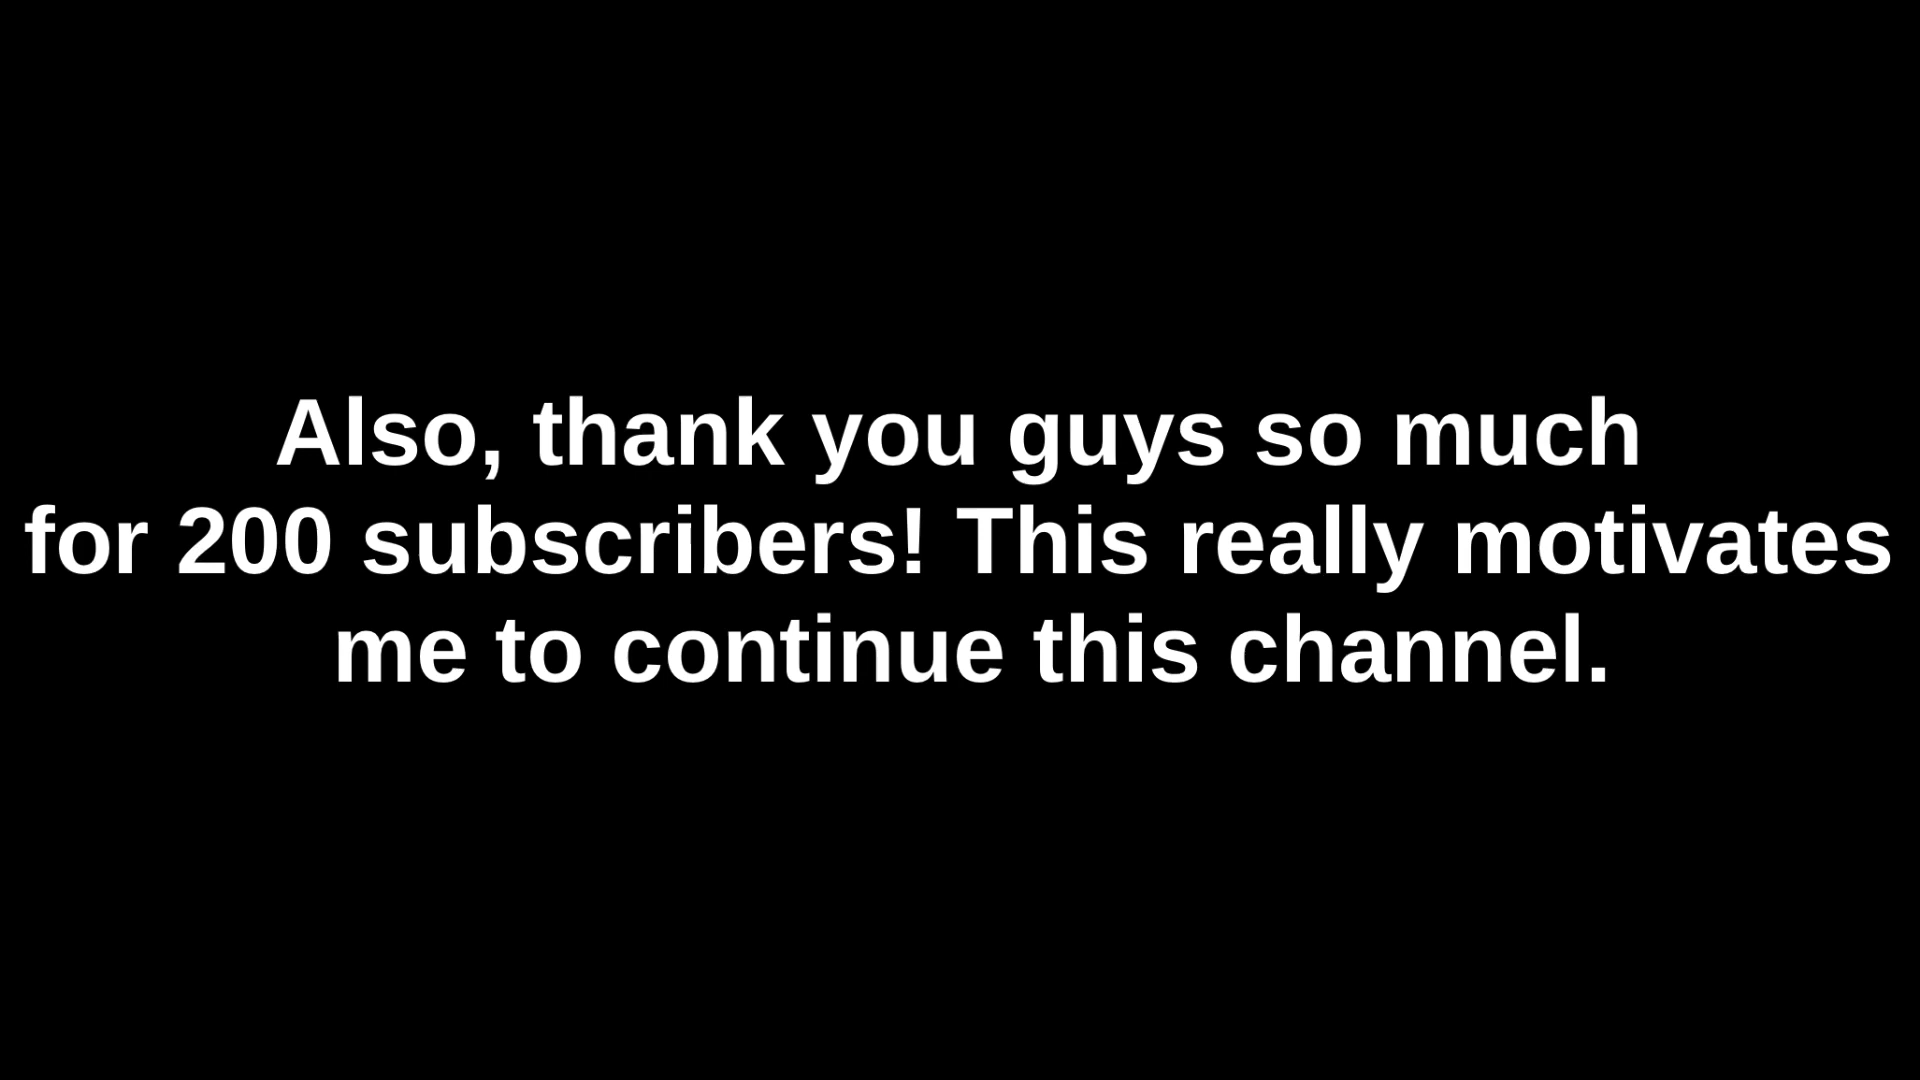 Also, thank you guys so much
for 200 subscribers! This really motivates
me to continue this channel.